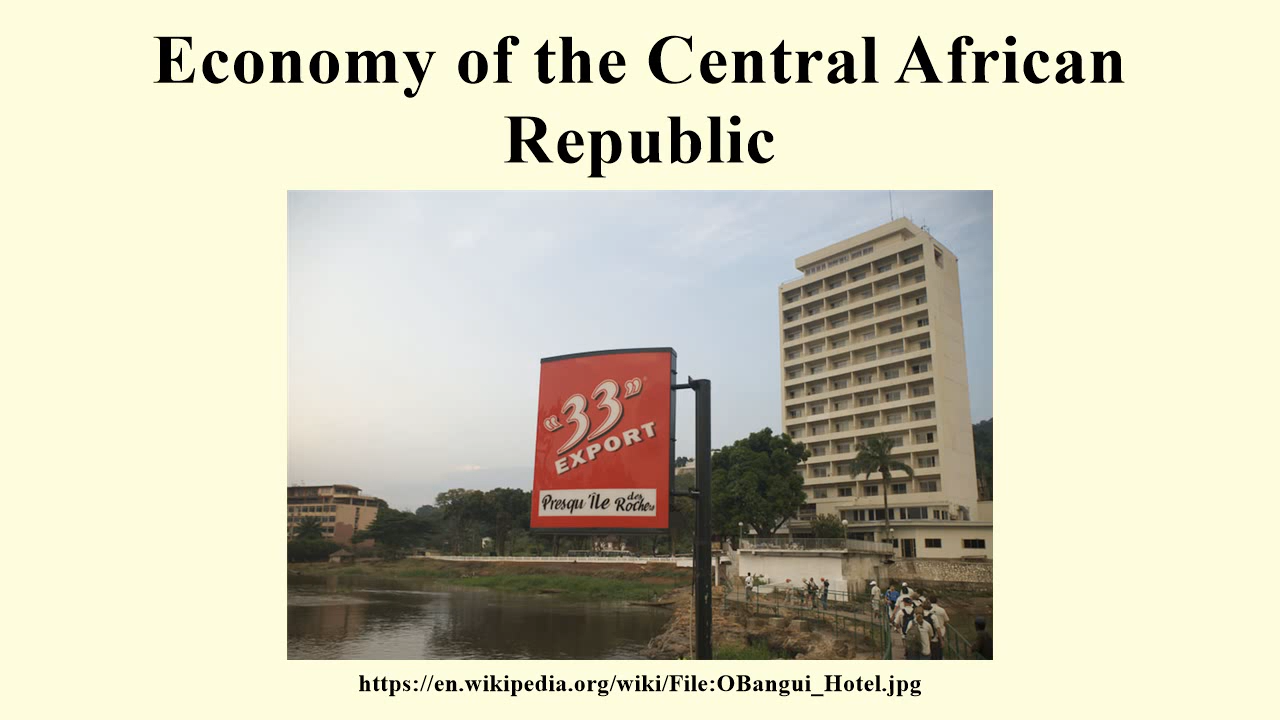 Economy of the Central African
Republic
"33"
EXPORT
Presqu'Île des Rochers
https://en.wikipedia.org/wiki/File:OBangui_Hotel.jpg